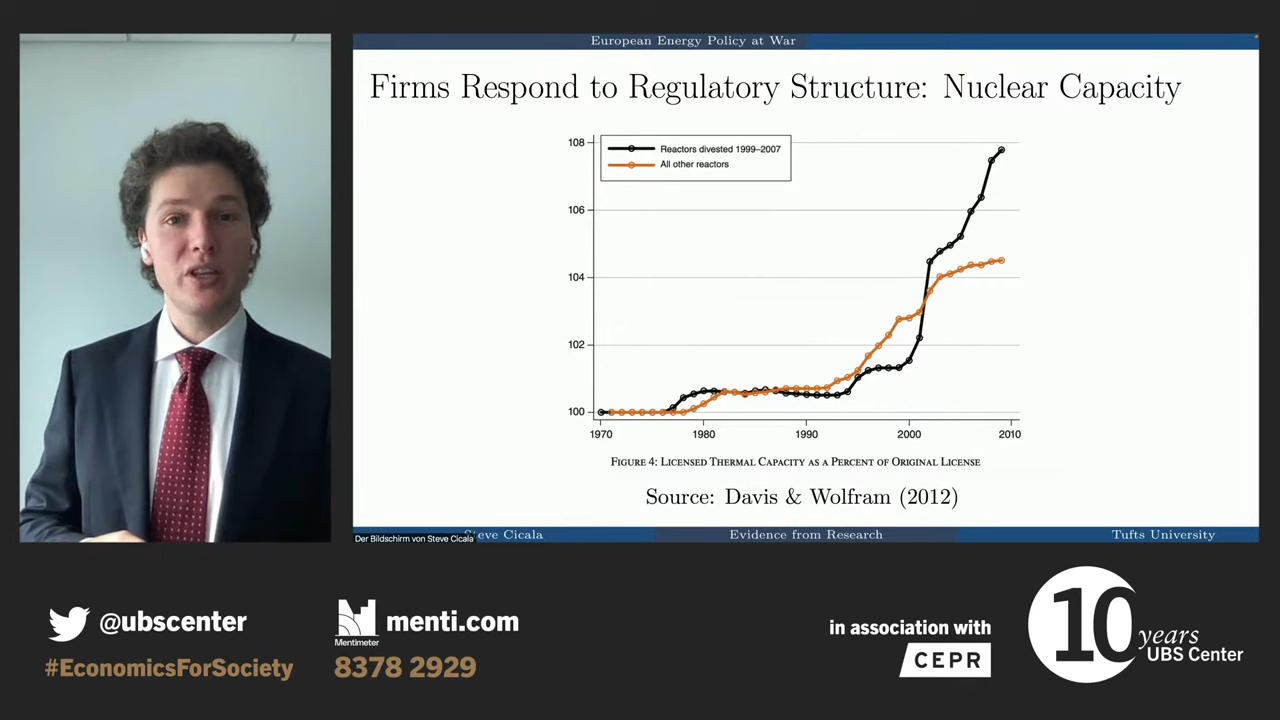 European Energy Policy at War
Firms Respond to Regulatory Structure: Nuclear Capacity
108
106
104
102
100
Reactors divested 1999–2007
All other reactors
1970
1980
1990
2000
2010
FIGURE 4: LICENSED THERMAL CAPACITY AS A PERCENT OF ORIGINAL LICENSE
Source: Davis & Wolfram (2012)
Der Bildschirm von Steve Cicala
eve Cicala
Evidence from Research
Tufts University
@ubscenter
#EconomicsForSociety
Mentimeter
menti.com
8378 2929
in association with
CEPR
10 years
UBS Center